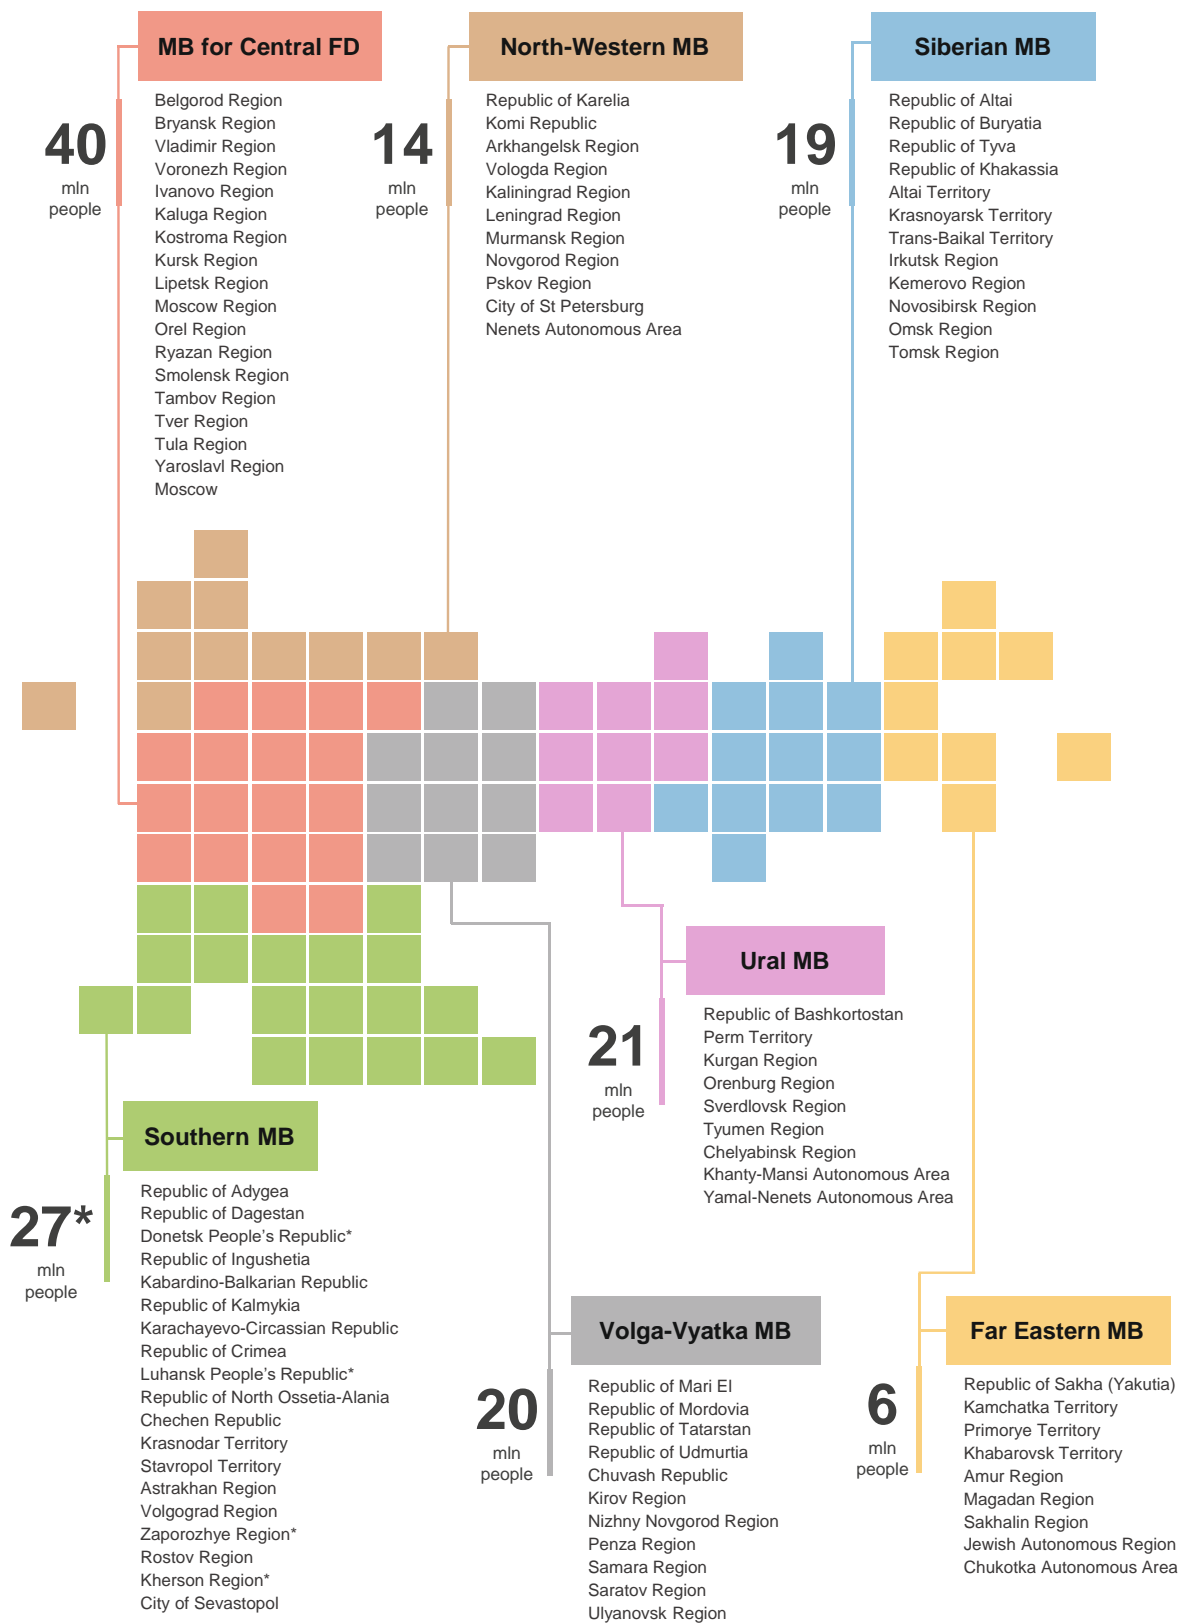 MB for Central FD
40
mln
people
Belgorod Region
Bryansk Region
Vladimir Region
Voronezh Region
Ivanovo Region
Kaluga Region
Kostroma Region
Kursk Region
Lipetsk Region
Moscow Region
Orel Region
Ryazan Region
Smolensk Region
Tambov Region
Tver Region
Tula Region
Yaroslavl Region
Moscow
North-Western MB
14
mln
people
Republic of Karelia
Komi Republic
Arkhangelsk Region
Vologda Region
Kaliningrad Region
Leningrad Region
Murmansk Region
Novgorod Region
Pskov Region
City of St Petersburg
Nenets Autonomous Area
Siberian MB
19
mln
people
Republic of Altai
Republic of Buryatia
Republic of Tyva
Republic of Khakassia
Altai Territory
Krasnoyarsk Territory
Trans-Baikal Territory
Irkutsk Region
Kemerovo Region
Novosibirsk Region
Omsk Region
Tomsk Region
Ural MB
21
mln
people
Republic of Bashkortostan
Perm Territory
Kurgan Region
Orenburg Region
Sverdlovsk Region
Tyumen Region
Chelyabinsk Region
Khanty-Mansi Autonomous Area
Yamal-Nenets Autonomous Area
Southern MB
27*
mln
people
Republic of Adygea
Republic of Dagestan
Donetsk People's Republic*
Republic of Ingushetia
Kabardino-Balkarian Republic
Republic of Kalmykia
Karachayevo-Circassian Republic
Republic of Crimea
Luhansk People's Republic*
Republic of North Ossetia-Alania
Chechen Republic
Krasnodar Territory
Stavropol Territory
Astrakhan Region
Volgograd Region
Zaporozhye Region*
Rostov Region
Kherson Region*
City of Sevastopol
Volga-Vyatka MB
20
mln
people
Republic of Mari El
Republic of Mordovia
Republic of Tatarstan
Republic of Udmurtia
Chuvash Republic
Kirov Region
Nizhny Novgorod Region
Penza Region
Samara Region
Saratov Region
Ulyanovsk Region
Far Eastern MB
6
mln
people
Republic of Sakha (Yakutia)
Kamchatka Territory
Primorye Territory
Khabarovsk Territory
Amur Region
Magadan Region
Sakhalin Region
Jewish Autonomous Region
Chukotka Autonomous Area